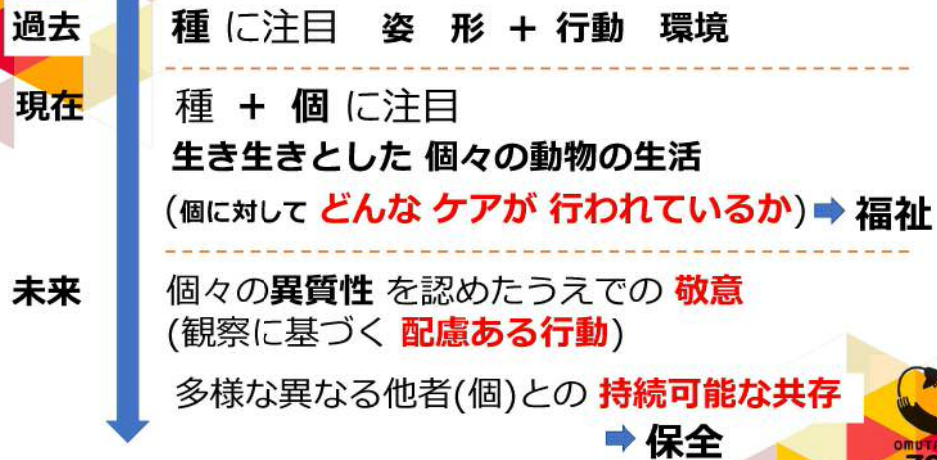 過去 種 に注目 姿 形 + 行動 環境
現在 種 + 個 に注目
生き生きとした 個々の動物の生活
(個に対して どんな ケアが 行われているか) ➡ 福祉
未来 個々の異質性 を認めたうえでの 敬意
(観察に基づく 配慮ある行動)
多様な異なる他者(個)との 持続可能な共存
➡ 保全